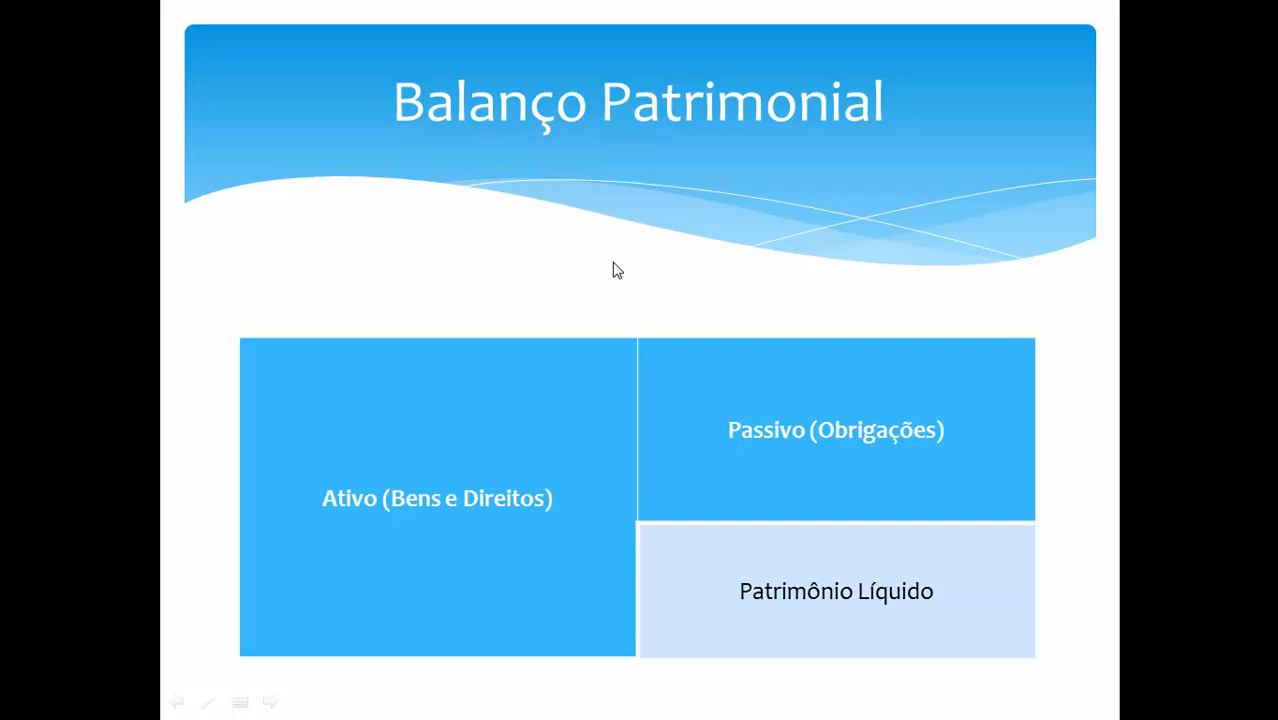 Balanço Patrimonial
Passivo (Obrigações)
Ativo (Bens e Direitos)
Patrimônio Líquido